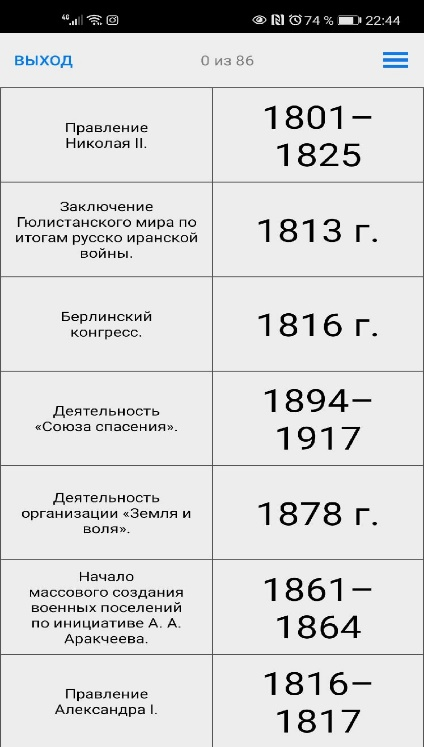 4G 74 % 22:44
ВЫХОД 0 из 86
Правление
Николая II.
1801–
1825
Заключение
Гюлистанского мира по
итогам русско иранской
войны.
1813 г.
Берлинский
конгресс.
1816 г.
Деятельность
«Союза спасения».
1894–
1917
Деятельность
организации «Земля и
воля».
1878 г.
Начало
массового создания
военных поселений
по инициативе А. А.
Аракчеева.
1861–
1864
Правление
Александра I.
1816–
1817